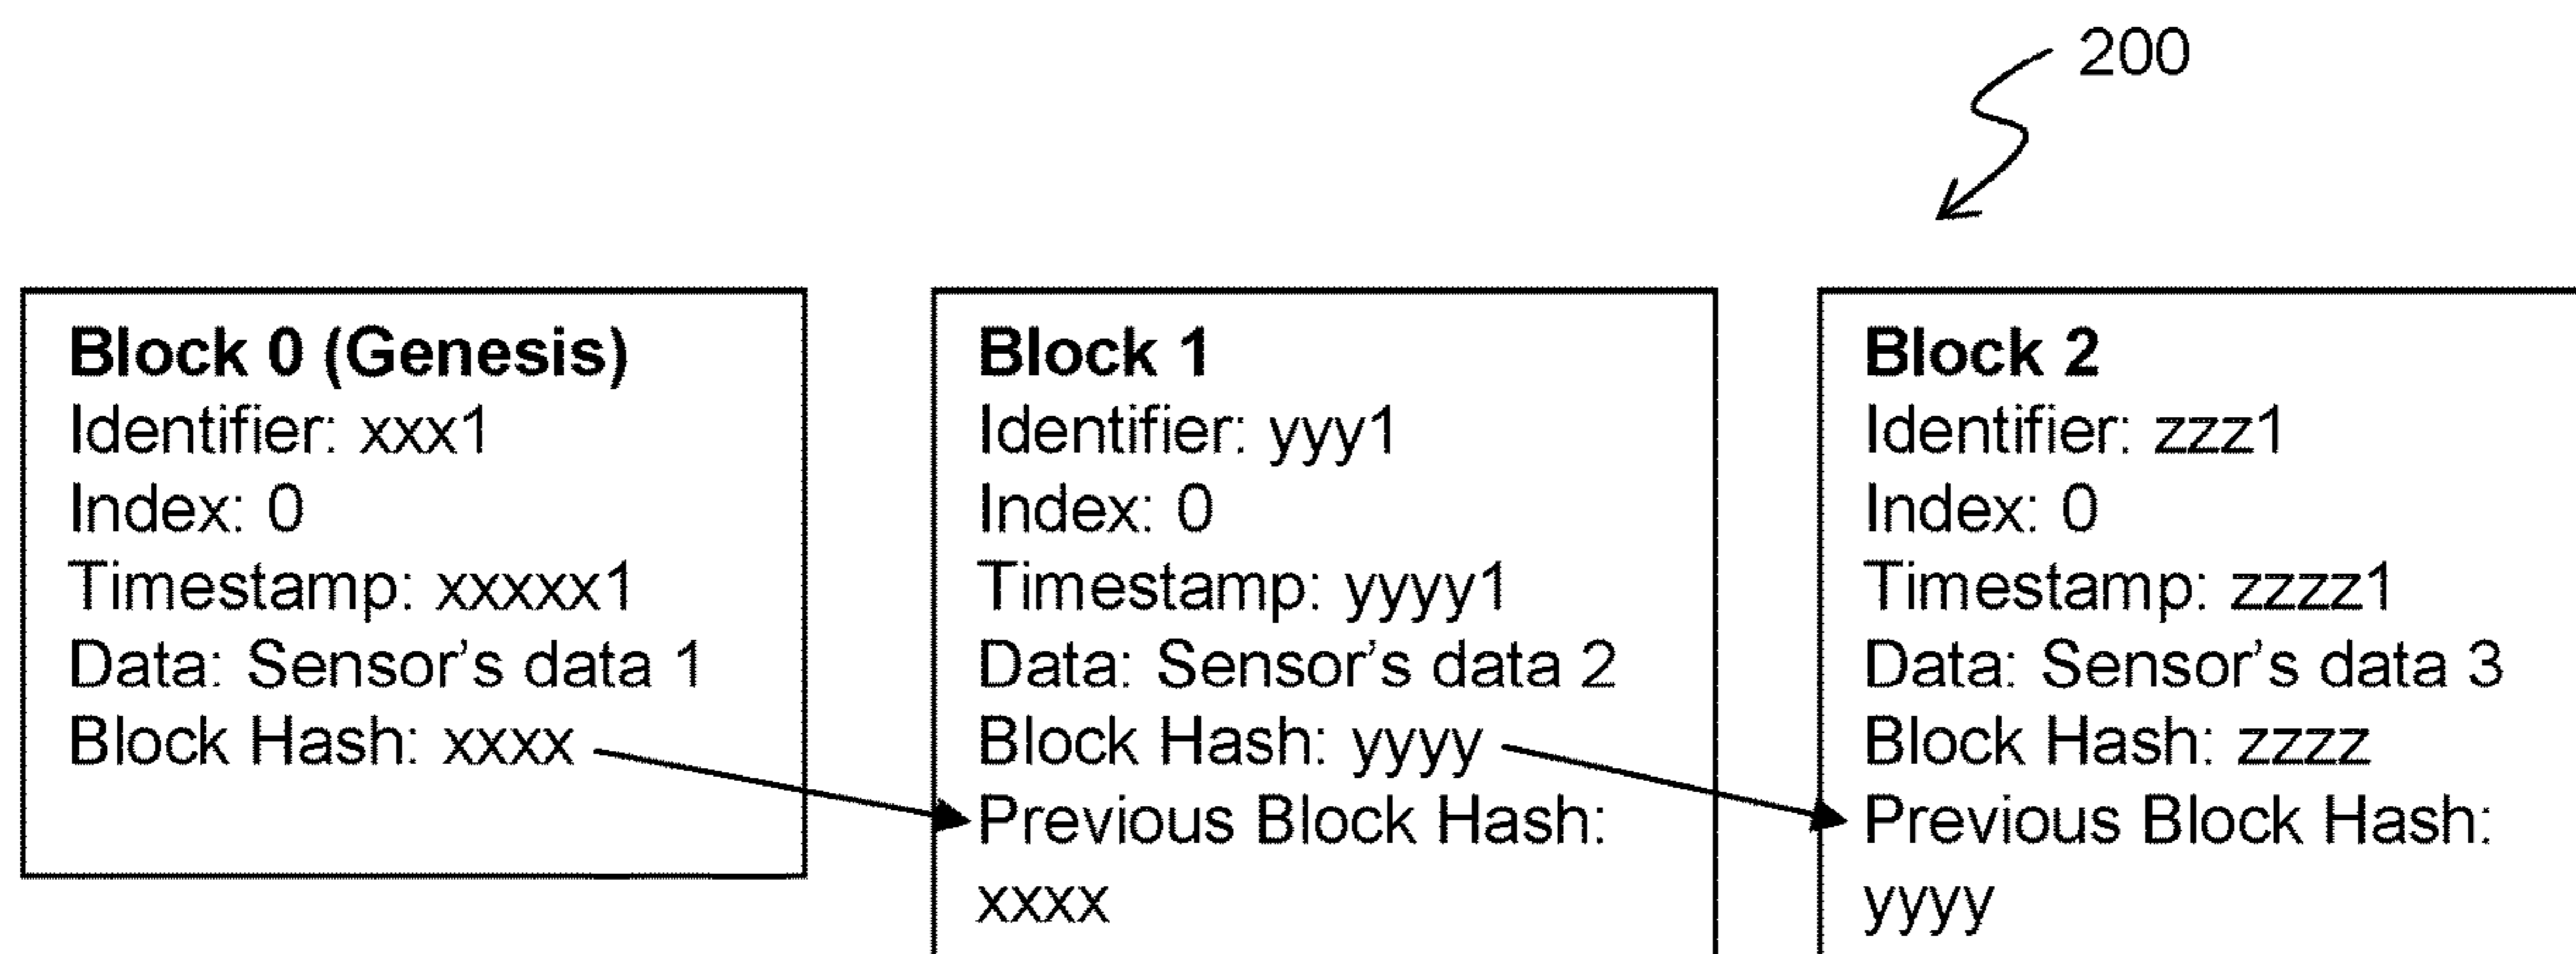 200
Block 0 (Genesis)
Identifier: xxx1
Index: 0
Timestamp: xxxxx1
Data: Sensor's data 1
Block Hash: xxxx
Block 1
Identifier: yyy1
Index: 0
Timestamp: yyyy1
Data: Sensor's data 2
Block Hash: yyyy
Previous Block Hash:
xxxx
Block 2
Identifier: zzz1
Index: 0
Timestamp: zzzz1
Data: Sensor's data 3
Block Hash: zzzz
Previous Block Hash:
yyyy